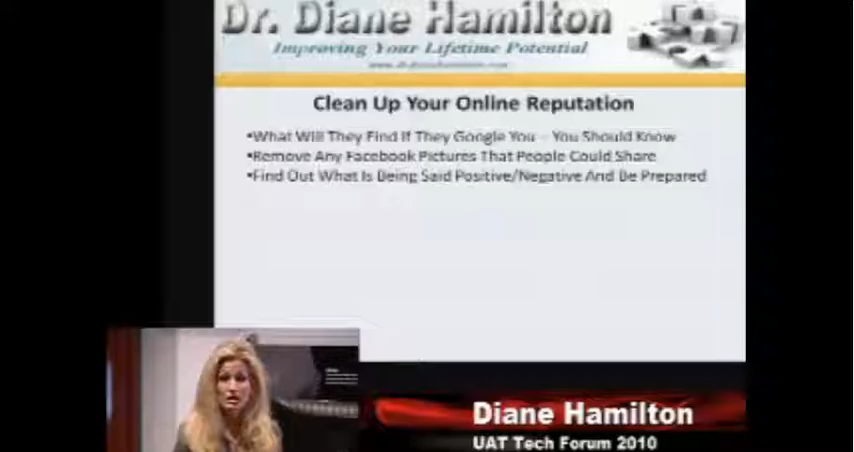 Dr. Diane Hamilton
Improving Your Lifetime Potential
Clean Up Your Online Reputation
•What Will They Find If They Google You – You Should Know
•Remove Any Facebook Pictures That People Could Share
•Find Out What Is Being Said Positive/Negative And Be Prepared
Diane Hamilton
UAT Tech Forum 2010